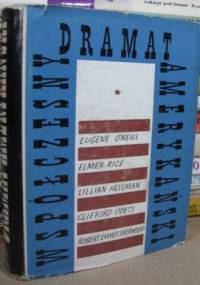 WSPÓŁCZESNY
DRAMAT
AMERYKAŃSKI
EUGENE O'NEILL
ELMER RICE
LILLIAN HELLMAN
CLIFFORD ODETS
ROBERT EMMET SHERWOOD